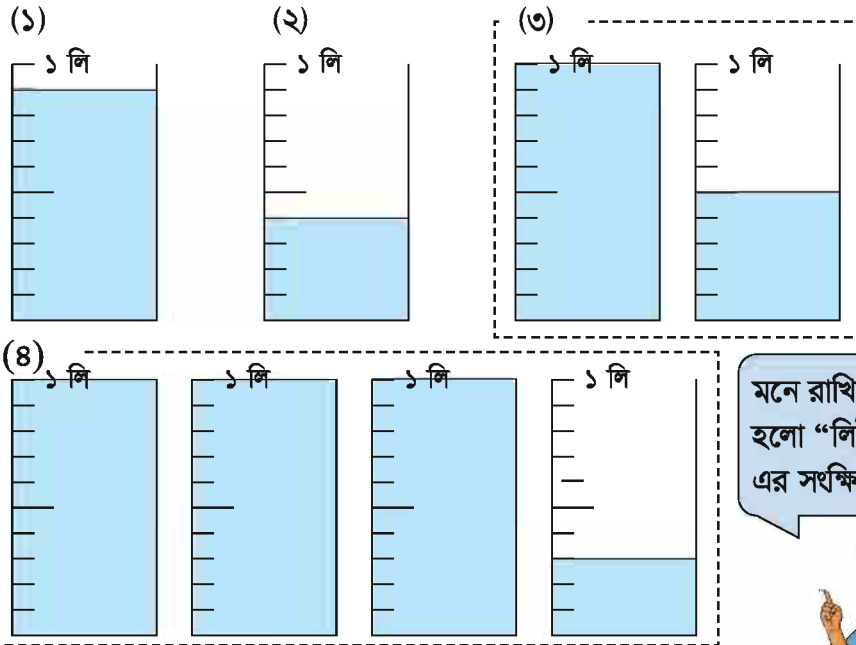 (১)
(২)
(৩)
১ লি
১ লি
১ লি
১ লি
(৪)
১ লি
১ লি
১ লি
১ লি
মনে রাখি
হলো “লি
এর সংক্ষি